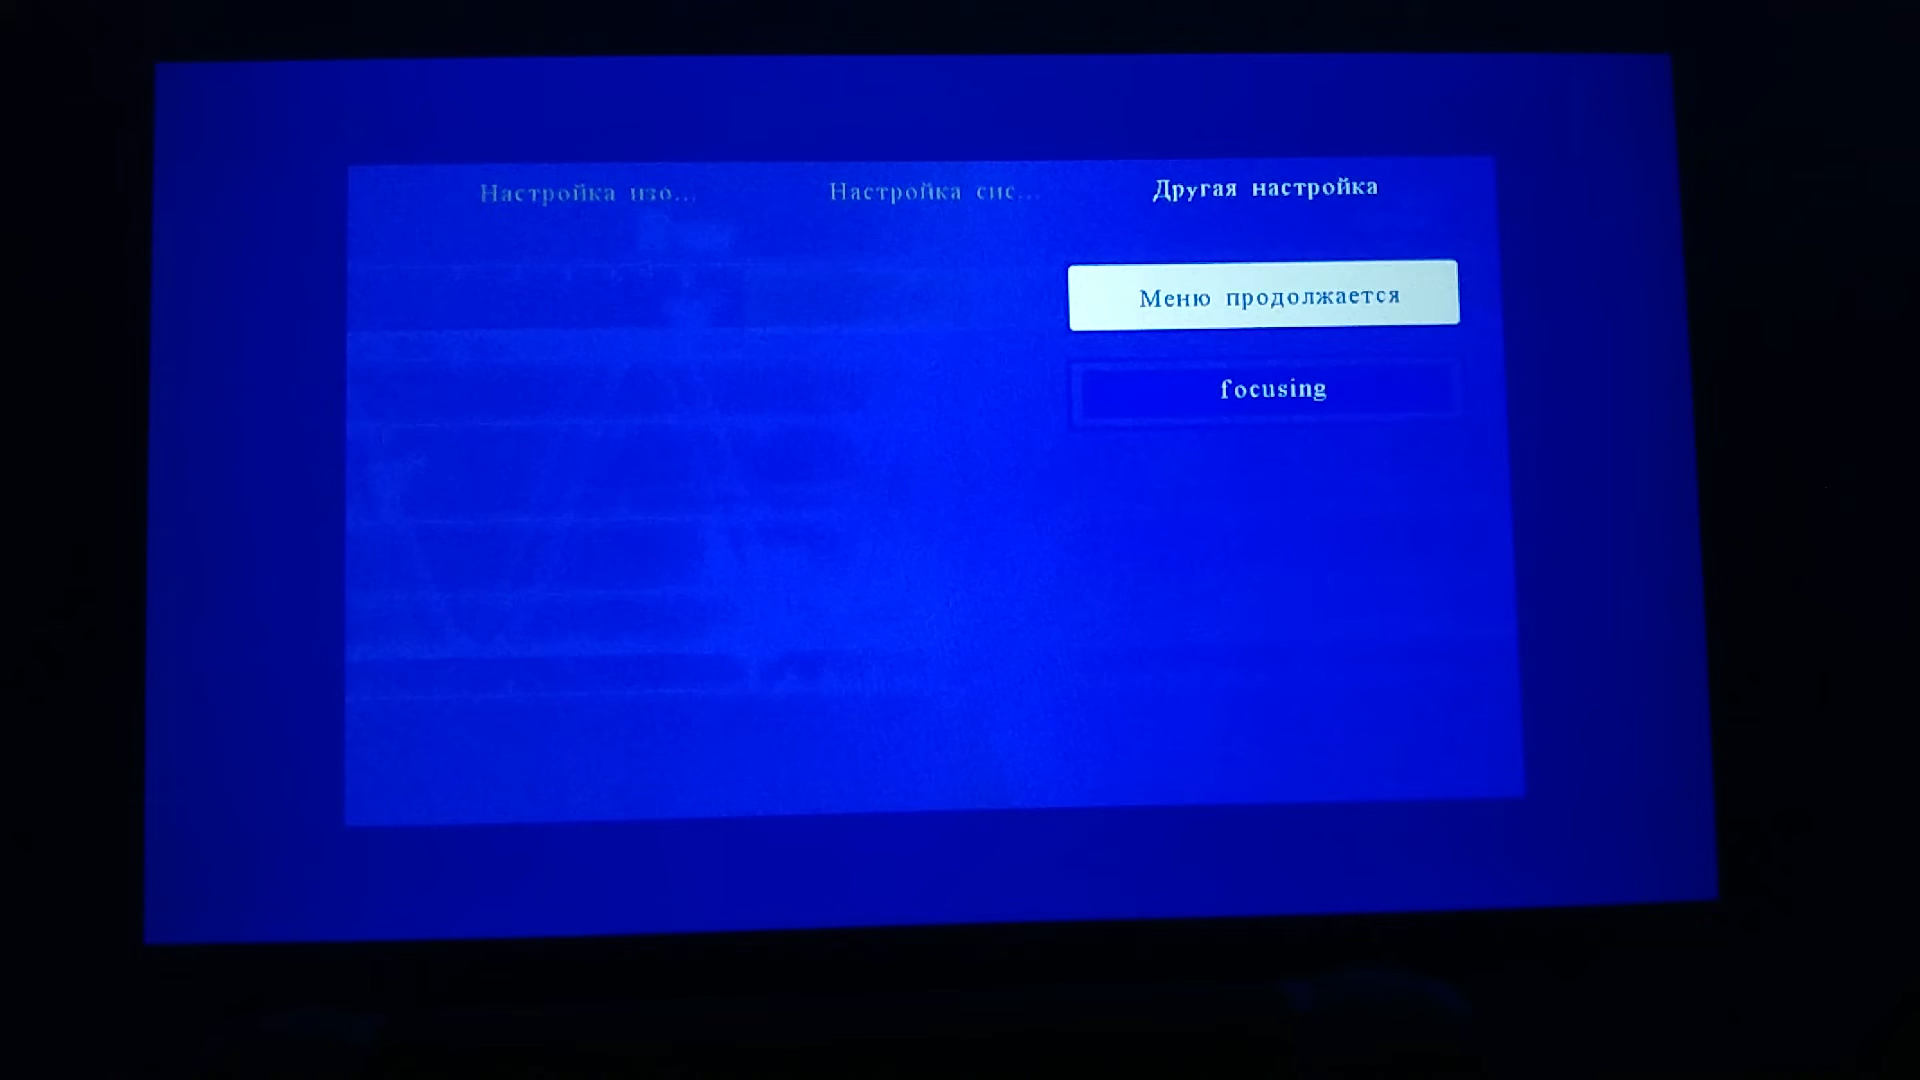 Настройка изо...
Настройка сис...
Другая настройка
Меню продолжается
focusing